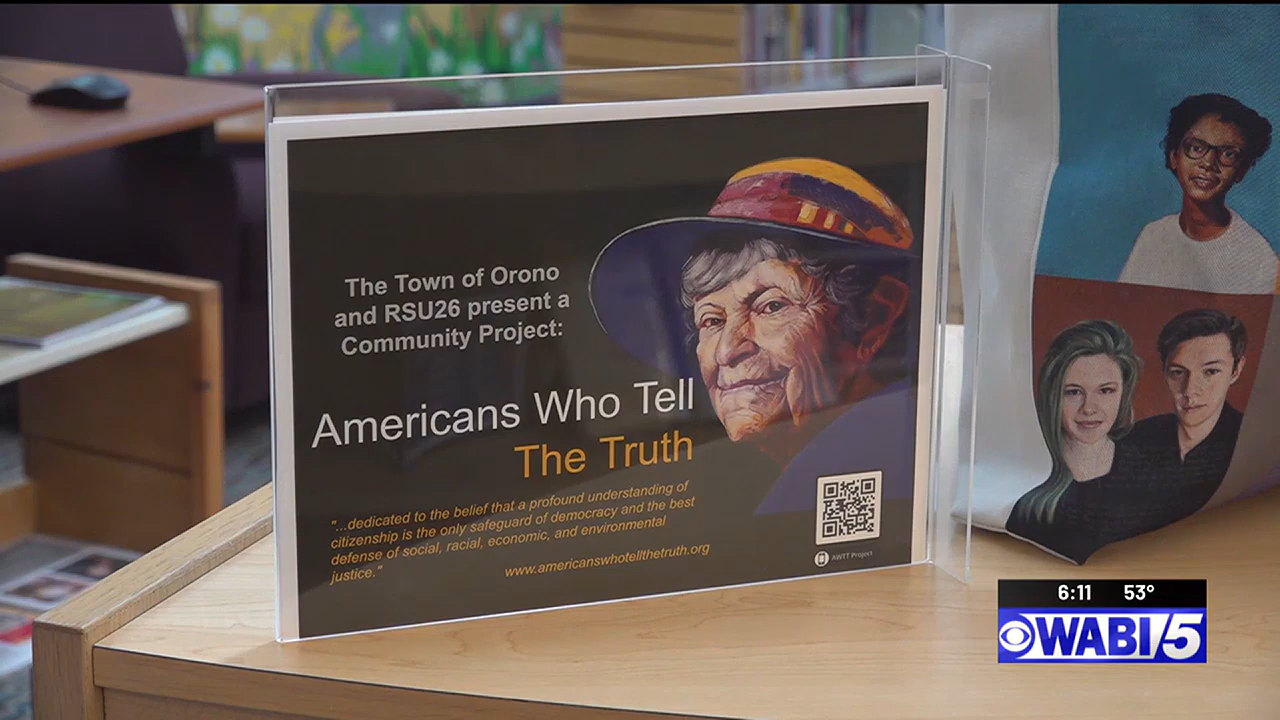 The Town of Orono
and RSU26 present a
Community Project:
Americans Who Tell
The Truth
"...dedicated to the belief that a profound understanding of
citizenship is the only safeguard of democracy and the best
defense of social, racial, economic, and environmental
justice."
www.americanswhotellthetruth.org
AWTT Project
6:11 53°
WABI 5